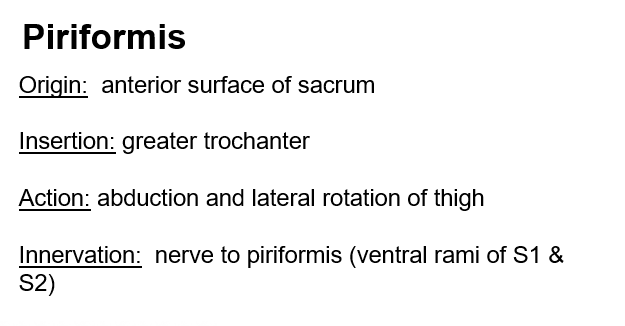 Piriformis
Origin:  anterior surface of sacrum
Insertion: greater trochanter
Action: abduction and lateral rotation of thigh
Innervation:  nerve to piriformis (ventral rami of S1 &
S2)